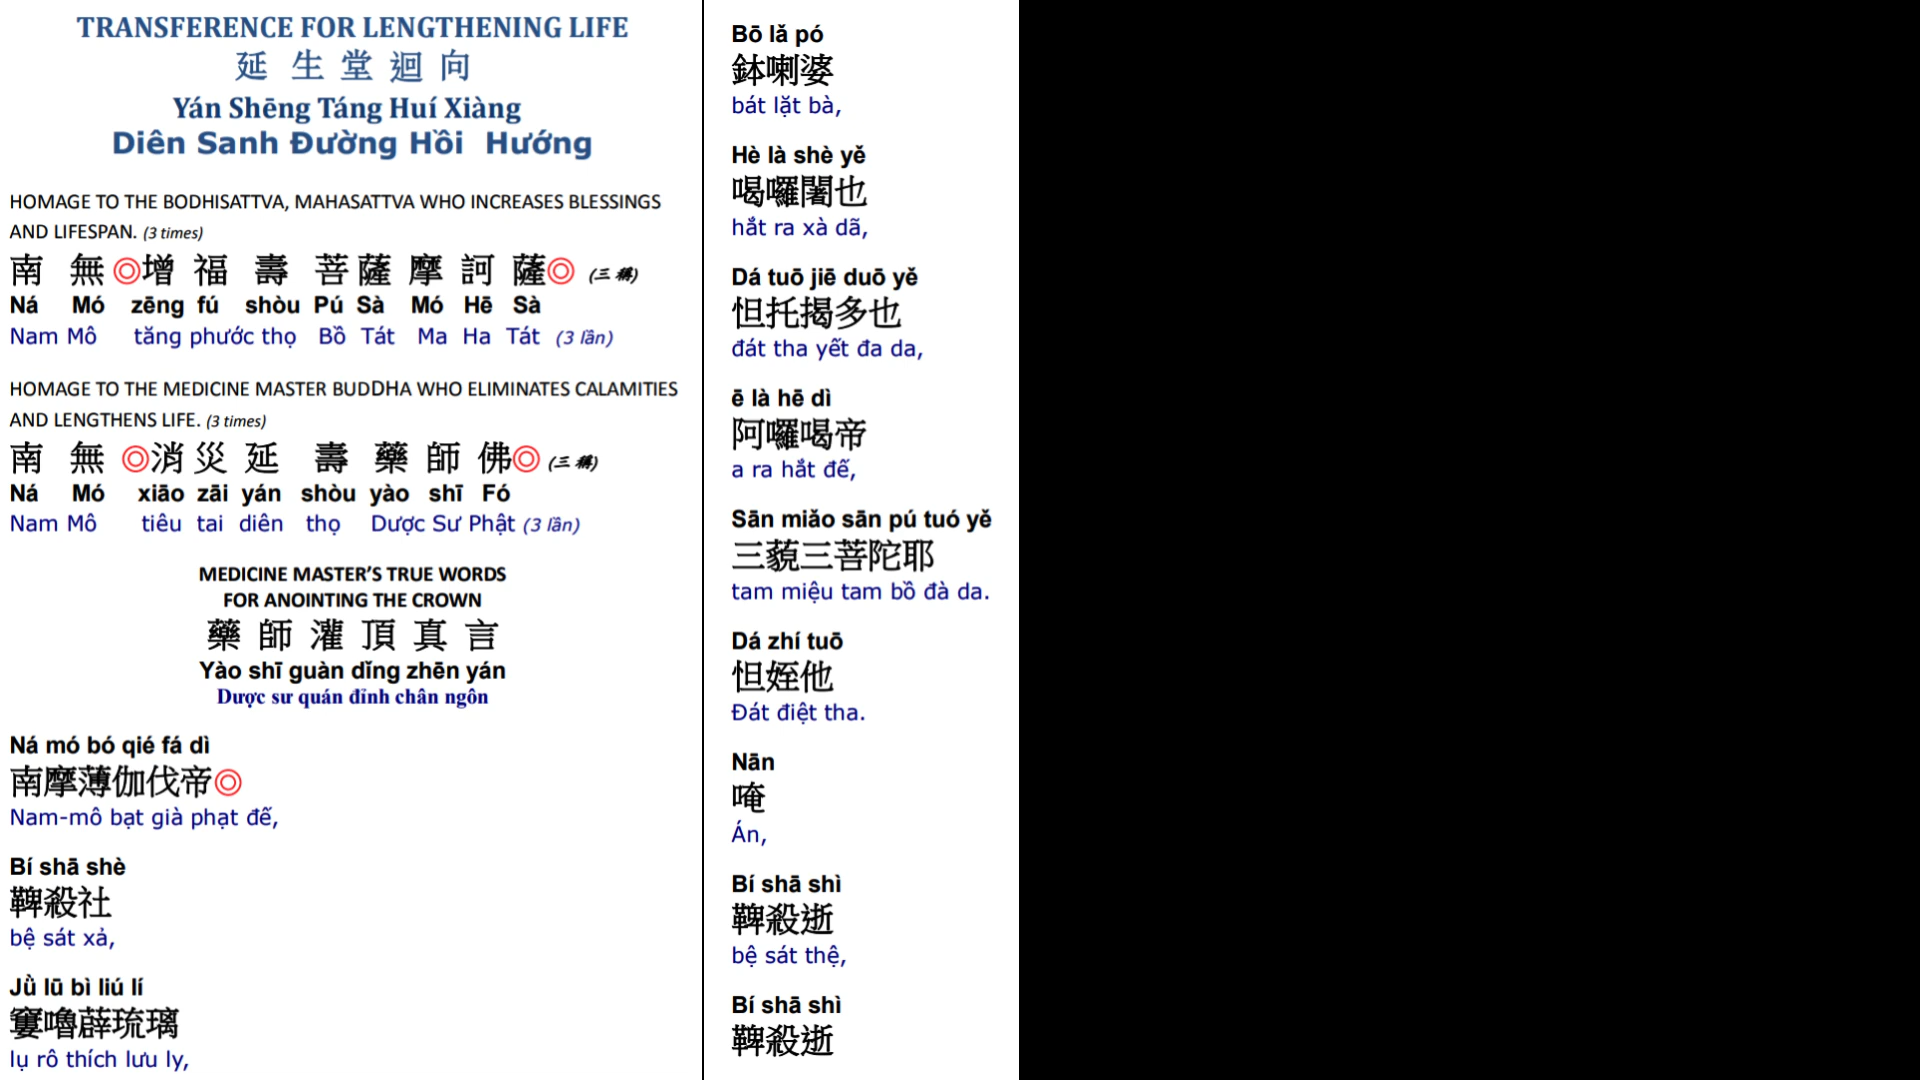 TRANSFERENCE FOR LENGTHENING LIFE
延 生 堂 迴 向
Yán Shēng Táng Huí Xiàng
Diên Sanh Đường Hồi Hướng
HOMAGE TO THE BODHISATTVA, MAHASATTVA WHO INCREASES BLESSINGS
AND LIFESPAN. (3 times)
南 無 ◎增 福 壽 菩 薩 摩 訶 薩◎ (三 稱)
Ná Mó zēng fú shòu Pú Sà Mó Hē Sà
Nam Mô tăng phước thọ Bồ Tát Ma Ha Tát (3 lần)
HOMAGE TO THE MEDICINE MASTER BUDDHA WHO ELIMINATES CALAMITIES
AND LENGTHENS LIFE. (3 times)
南 無 ◎消 災 延 壽 藥 師 佛◎ (三 稱)
Ná Mó xiāo zāi yán shòu yào shī Fó
Nam Mô tiêu tai diên thọ Dược Sư Phật (3 lần)
MEDICINE MASTER’S TRUE WORDS
FOR ANOINTING THE CROWN
藥 師 灌 頂 真 言
Yào shī guàn dǐng zhēn yán
Dược sư quán đỉnh chân ngôn
Ná mó bó qié fá dì
南摩薄伽伐帝◎
Nam-mô bạt già phạt đế,
Bí shā shè
鞞殺社
bệ sát xả,
Jǜ lū bì liú lí
窶嚕薜琉璃
lụ rô thích lưu ly,
Bō lǎ pó
鉢喇婆
bát lặt bà,
Hè là shè yě
喝囉闍也
hắt ra xà dã,
Dá tuō jiē duō yě
怛托揭多也
đát tha yết đa da,
ē là hē dì
阿囉喝帝
a ra hắt đế,
Sān miǎo sān pú tuó yě
三藐三菩陀耶
tam miệu tam bồ đà da.
Dá zhí tuō
怛姪他
Đát điệt tha.
Nān
唵
Án,
Bí shā shì
鞞殺逝
bệ sát thệ,
Bí shā shì
鞞殺逝